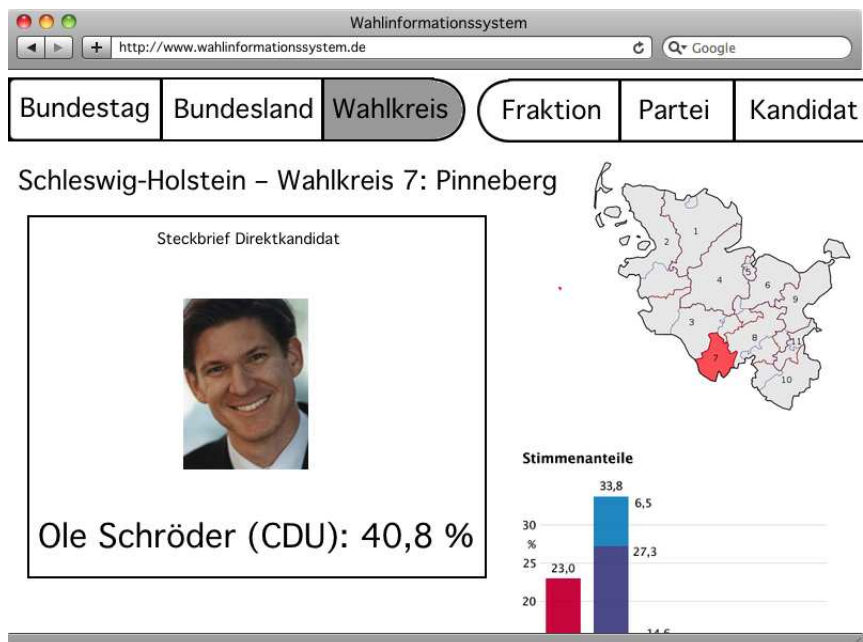 Wahlinformationssystem
http://www.wahlinformationssystem.de
Google
Bundestag Bundesland Wahlkreis Fraktion Partei Kandidat
Schleswig-Holstein – Wahlkreis 7: Pinneberg
Steckbrief Direktkandidat
Ole Schröder (CDU): 40,8 %
1
2
5
4
6
9
3
8
11
7
10
Stimmenanteile
33,8
6,5
30
%
27,3
25
23,0
20
14,6